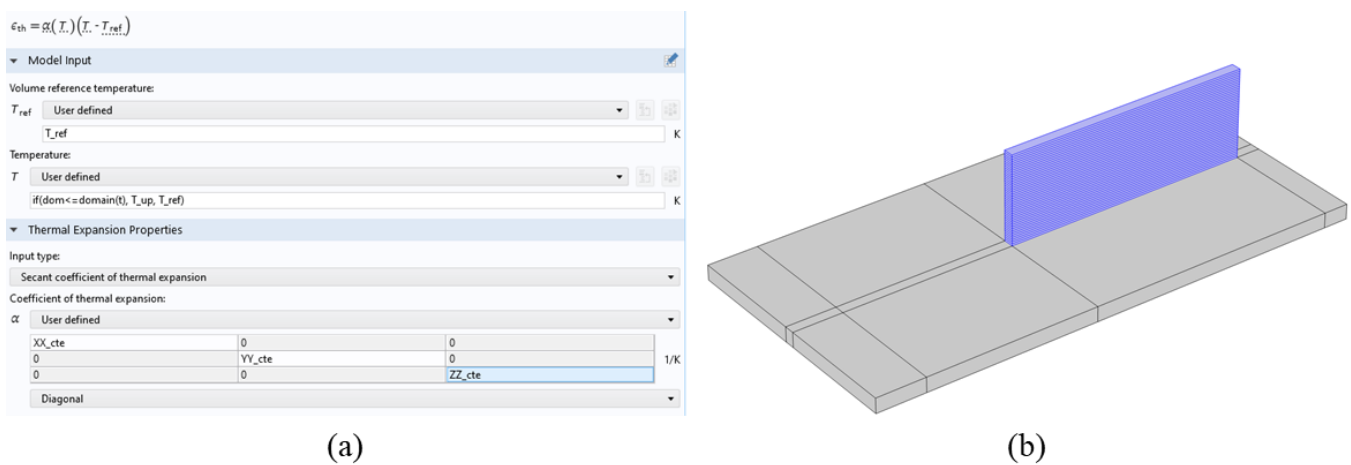 εth = α(T)(T - Tref)
Model Input
Volume reference temperature:
Tref User defined
T_ref K
Temperature:
T User defined
if(dom<=domain(t), T_up, T_ref) K
Thermal Expansion Properties
Input type:
Secant coefficient of thermal expansion
Coefficient of thermal expansion:
α User defined
XX_cte 0 0
0 YY_cte 0 1/K
0 0 ZZ_cte
Diagonal
(a) (b)